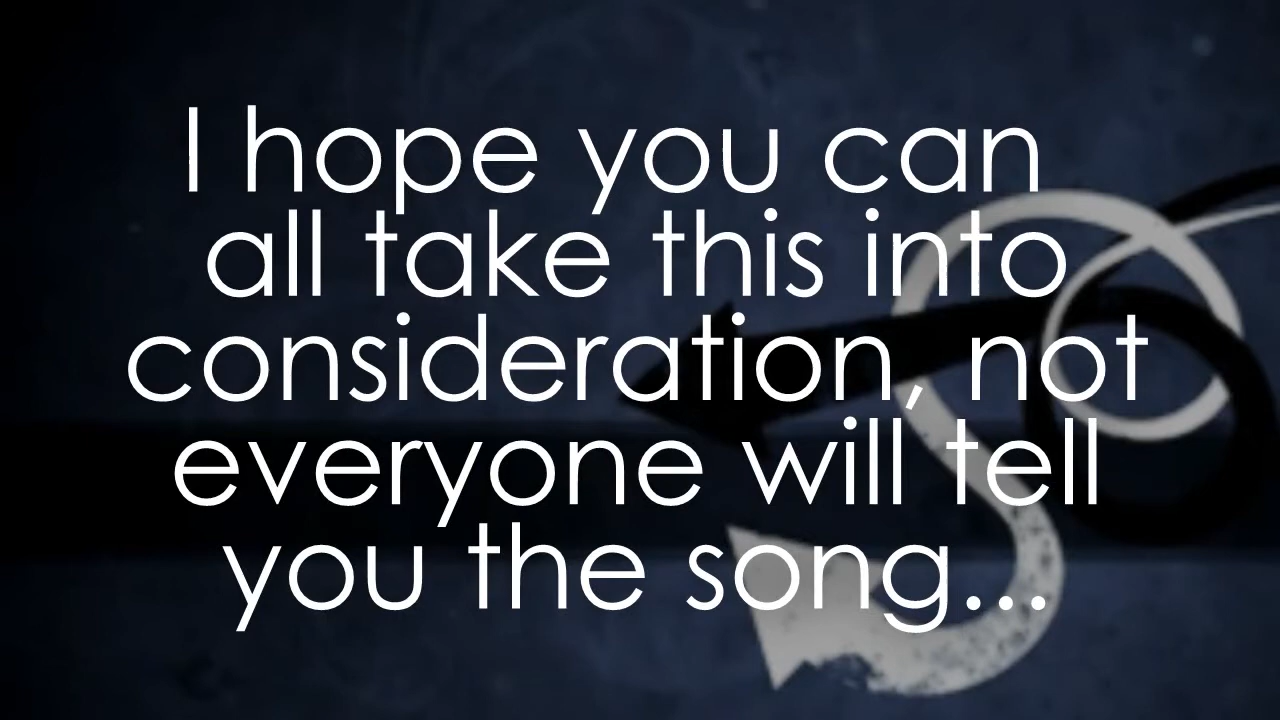 I hope you can
all take this into
consideration, not
everyone will tell
you the song...